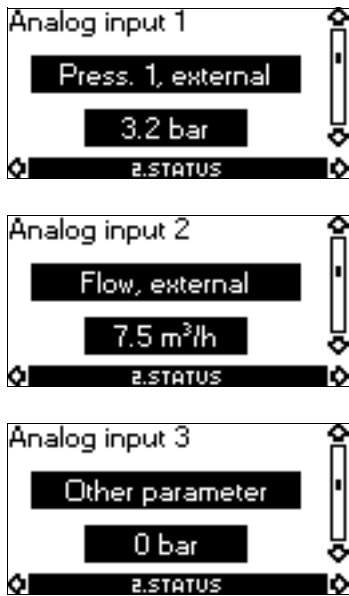 Analog input 1
Press. 1, external
3.2 bar
2.STATUS
Analog input 2
Flow, external
7.5 m³/h
2.STATUS
Analog input 3
Other parameter
0 bar
2.STATUS